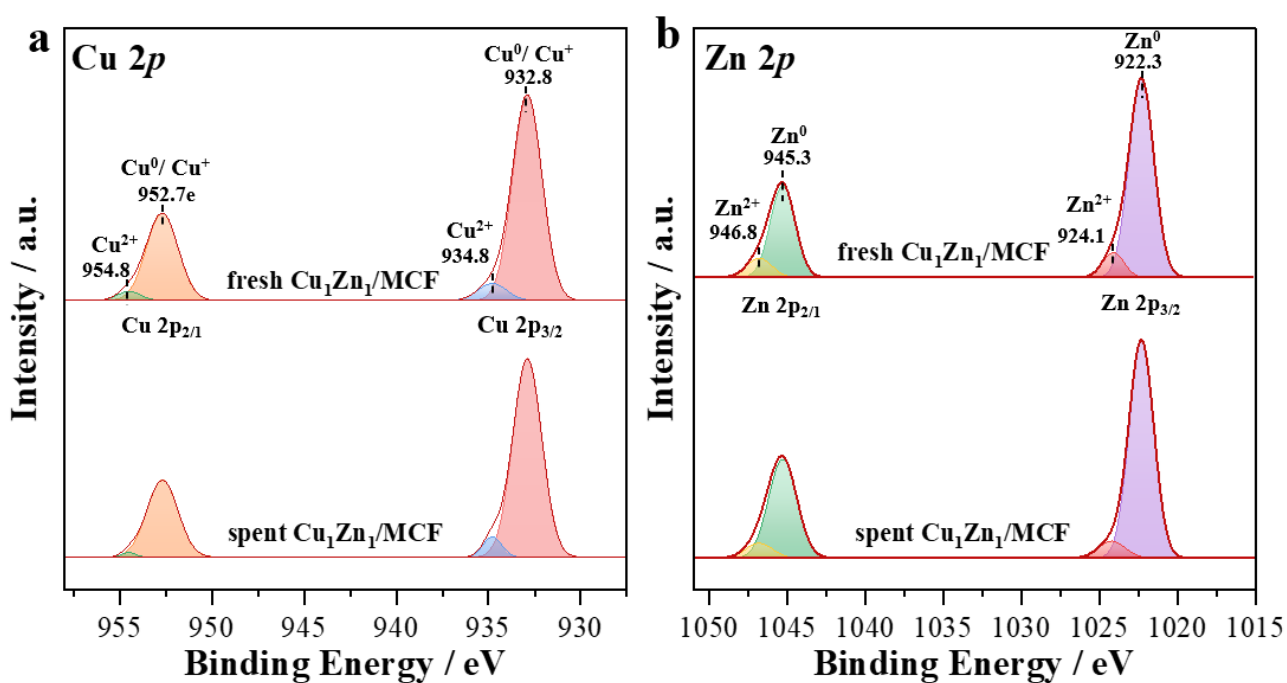 a
Cu 2p
Cu⁰/ Cu⁺
932.8
Cu⁰/ Cu⁺
952.7e
Cu²⁺
954.8
Cu²⁺
934.8
fresh Cu₁Zn₁/MCF
Cu 2p₂/₁
Cu 2p₃/₂
spent Cu₁Zn₁/MCF
Intensity / a.u.
955 950 945 940 935 930
Binding Energy / eV
b
Zn 2p
Zn⁰
922.3
Zn⁰
945.3
Zn²⁺
946.8
Zn²⁺
924.1
fresh Cu₁Zn₁/MCF
Zn 2p₂/₁
Zn 2p₃/₂
spent Cu₁Zn₁/MCF
Intensity / a.u.
1050 1045 1040 1035 1030 1025 1020 1015
Binding Energy / eV